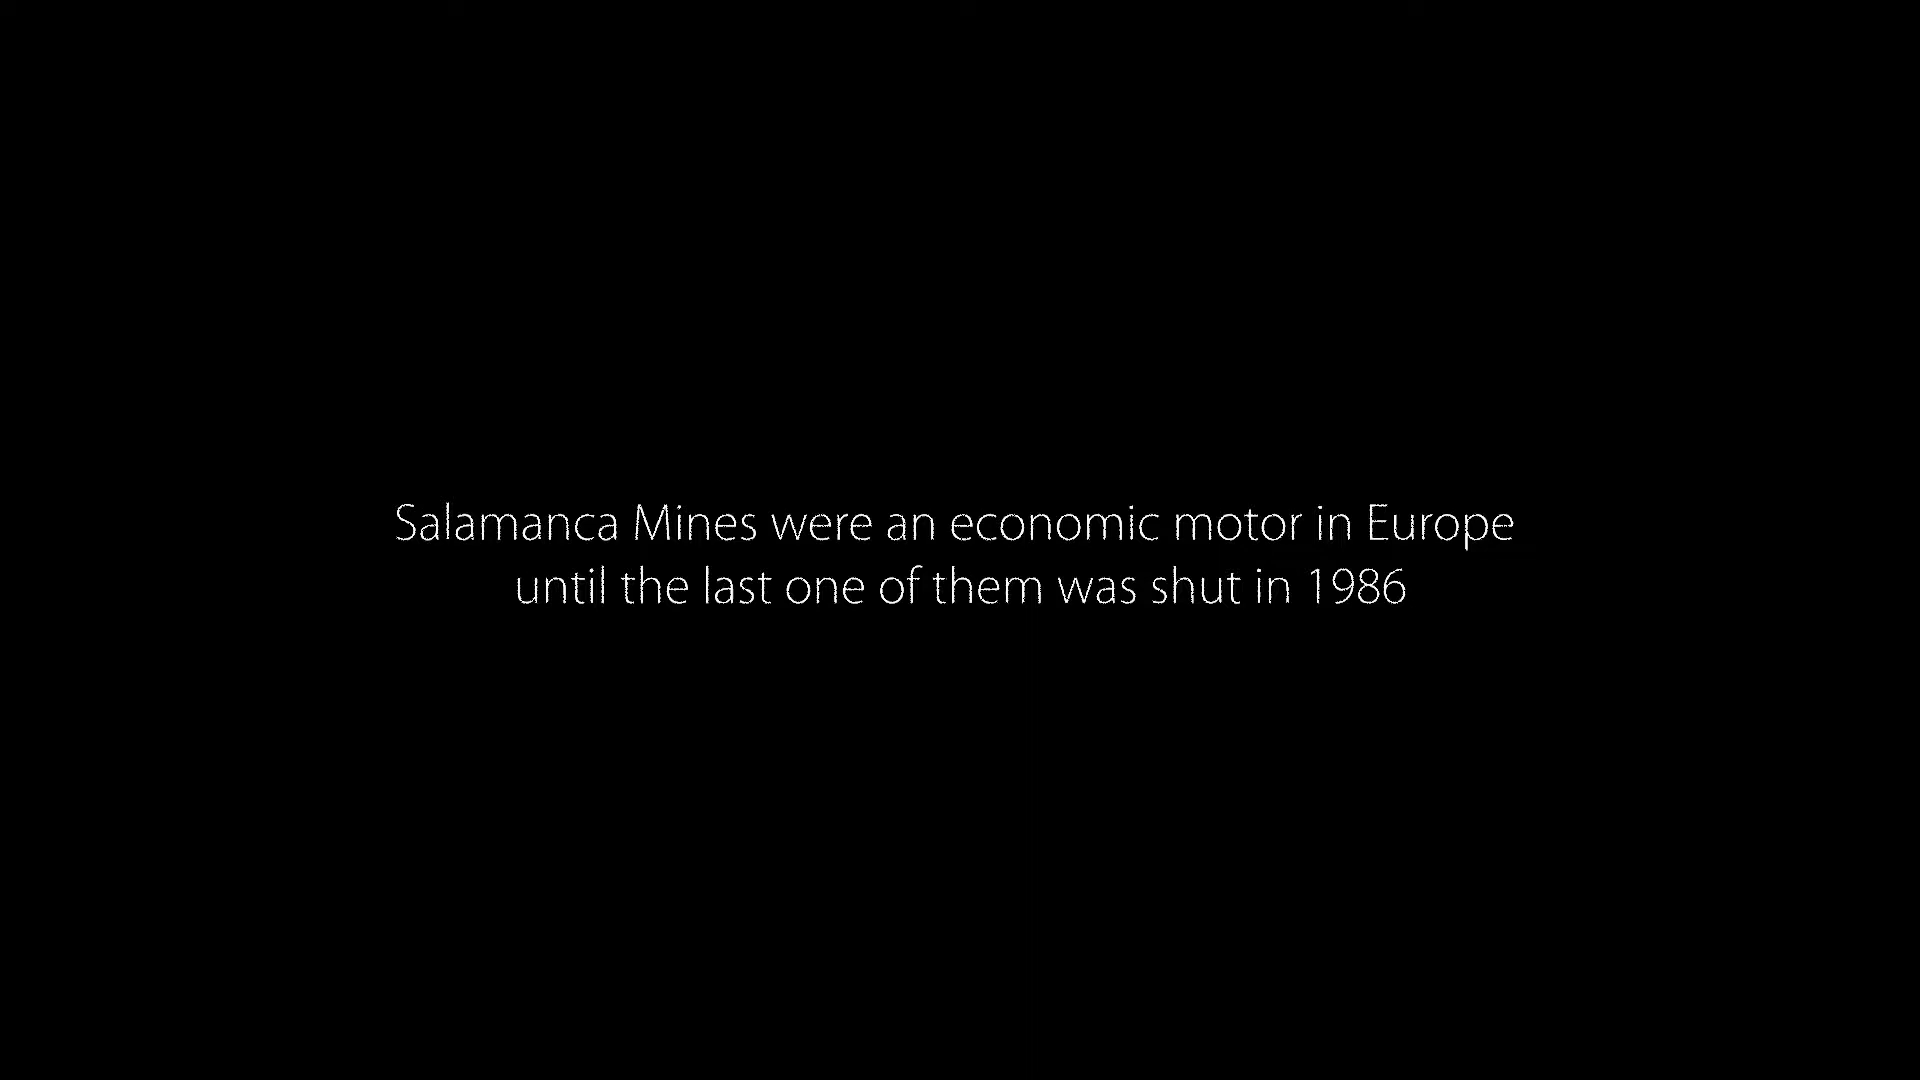 Salamanca Mines were an economic motor in Europe
until the last one of them was shut in 1986